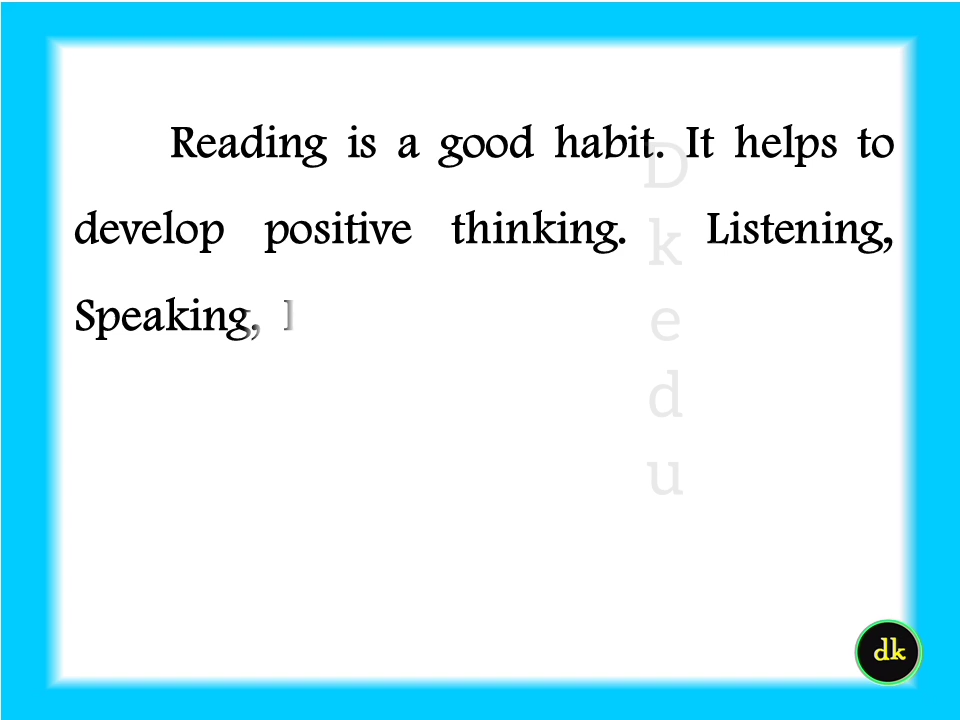 Reading is a good habit. It helps to
develop positive thinking. Listening,
Speaking,
D
k
e
d
u
dk